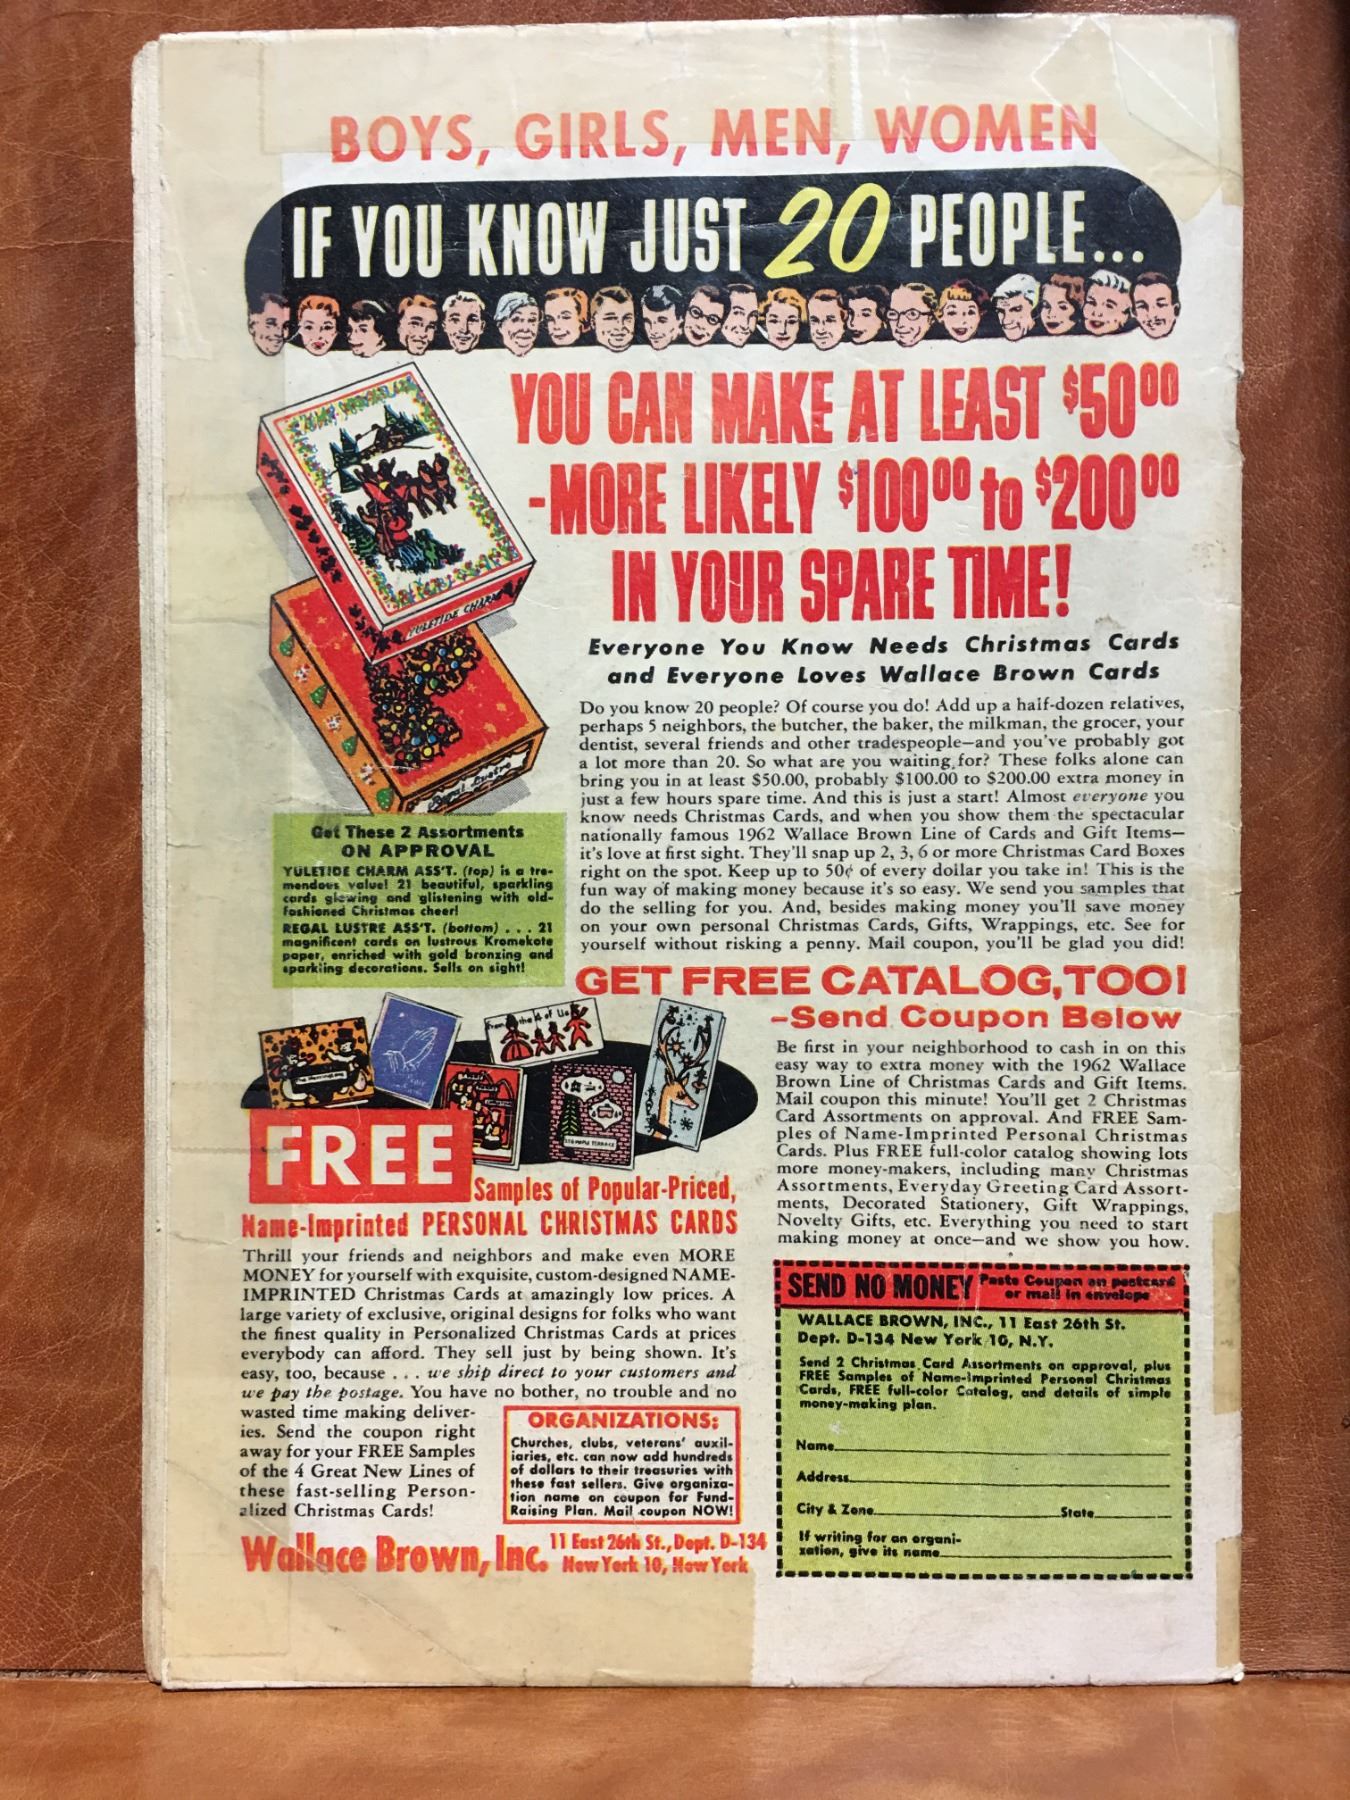 BOYS, GIRLS, MEN, WOMEN
IF YOU KNOW JUST 20 PEOPLE...
YOU CAN MAKE AT LEAST $50⁰⁰
-MORE LIKELY $100⁰⁰ to $200⁰⁰
IN YOUR SPARE TIME!
YULETIDE CHARM
Regal Lustre
Everyone You Know Needs Christmas Cards
and Everyone Loves Wallace Brown Cards
Do you know 20 people? Of course you do! Add up a half-dozen relatives,
perhaps 5 neighbors, the butcher, the baker, the milkman, the grocer, your
dentist, several friends and other tradespeople—and you've probably got
a lot more than 20. So what are you waiting for? These folks alone can
bring you in at least $50.00, probably $100.00 to $200.00 extra money in
just a few hours spare time. And this is just a start! Almost everyone you
know needs Christmas Cards, and when you show them the spectacular
nationally famous 1962 Wallace Brown Line of Cards and Gift Items—
it's love at first sight. They'll snap up 2, 3, 6 or more Christmas Card Boxes
right on the spot. Keep up to 50¢ of every dollar you take in! This is the
fun way of making money because it's so easy. We send you samples that
do the selling for you. And, besides making money you'll save money
on your own personal Christmas Cards, Gifts, Wrappings, etc. See for
yourself without risking a penny. Mail coupon, you'll be glad you did!
Get These 2 Assortments
ON APPROVAL
YULETIDE CHARM ASS'T. (top) is a tre-
mendous value! 21 beautiful, sparkling
cards glowing and glistening with old-
fashioned Christmas cheer!
REGAL LUSTRE ASS'T. (bottom) . . . 21
magnificent cards on lustrous Kromekote
paper, enriched with gold bronzing and
sparkling decorations. Sells on sight!
GET FREE CATALOG, TOO!
-Send Coupon Below
Be first in your neighborhood to cash in on this
easy way to extra money with the 1962 Wallace
Brown Line of Christmas Cards and Gift Items.
Mail coupon this minute! You'll get 2 Christmas
Card Assortments on approval. And FREE Sam-
ples of Name-Imprinted Personal Christmas
Cards. Plus FREE full-color catalog showing lots
more money-makers, including many Christmas
Assortments, Everyday Greeting Card Assort-
ments, Decorated Stationery, Gift Wrappings,
Novelty Gifts, etc. Everything you need to start
making money at once—and we show you how.
From the 4 of Us
FREE
Samples of Popular-Priced,
Name-Imprinted PERSONAL CHRISTMAS CARDS
Thrill your friends and neighbors and make even MORE
MONEY for yourself with exquisite, custom-designed NAME-
IMPRINTED Christmas Cards at amazingly low prices. A
large variety of exclusive, original designs for folks who want
the finest quality in Personalized Christmas Cards at prices
everybody can afford. They sell just by being shown. It's
easy, too, because . . . we ship direct to your customers and
we pay the postage. You have no bother, no trouble and no
wasted time making deliver-
ies. Send the coupon right
away for your FREE Samples
of the 4 Great New Lines of
these fast-selling Person-
alized Christmas Cards!
ORGANIZATIONS:
Churches, clubs, veterans' auxil-
iaries, etc. can now add hundreds
of dollars to their treasuries with
these fast sellers. Give organiza-
tion name on coupon for Fund-
Raising Plan. Mail coupon NOW!
Wallace Brown, Inc. 11 East 26th St., Dept. D-134
New York 10, New York
SEND NO MONEY Paste Coupon on postcard
or mail in envelope
WALLACE BROWN, INC., 11 East 26th St.
Dept. D-134 New York 10, N.Y.
Send 2 Christmas Card Assortments on approval, plus
FREE Samples of Name-Imprinted Personal Christmas
Cards, FREE full-color Catalog, and details of simple
money-making plan.
Name
Address
City & Zone State
If writing for an organi-
zation, give its name